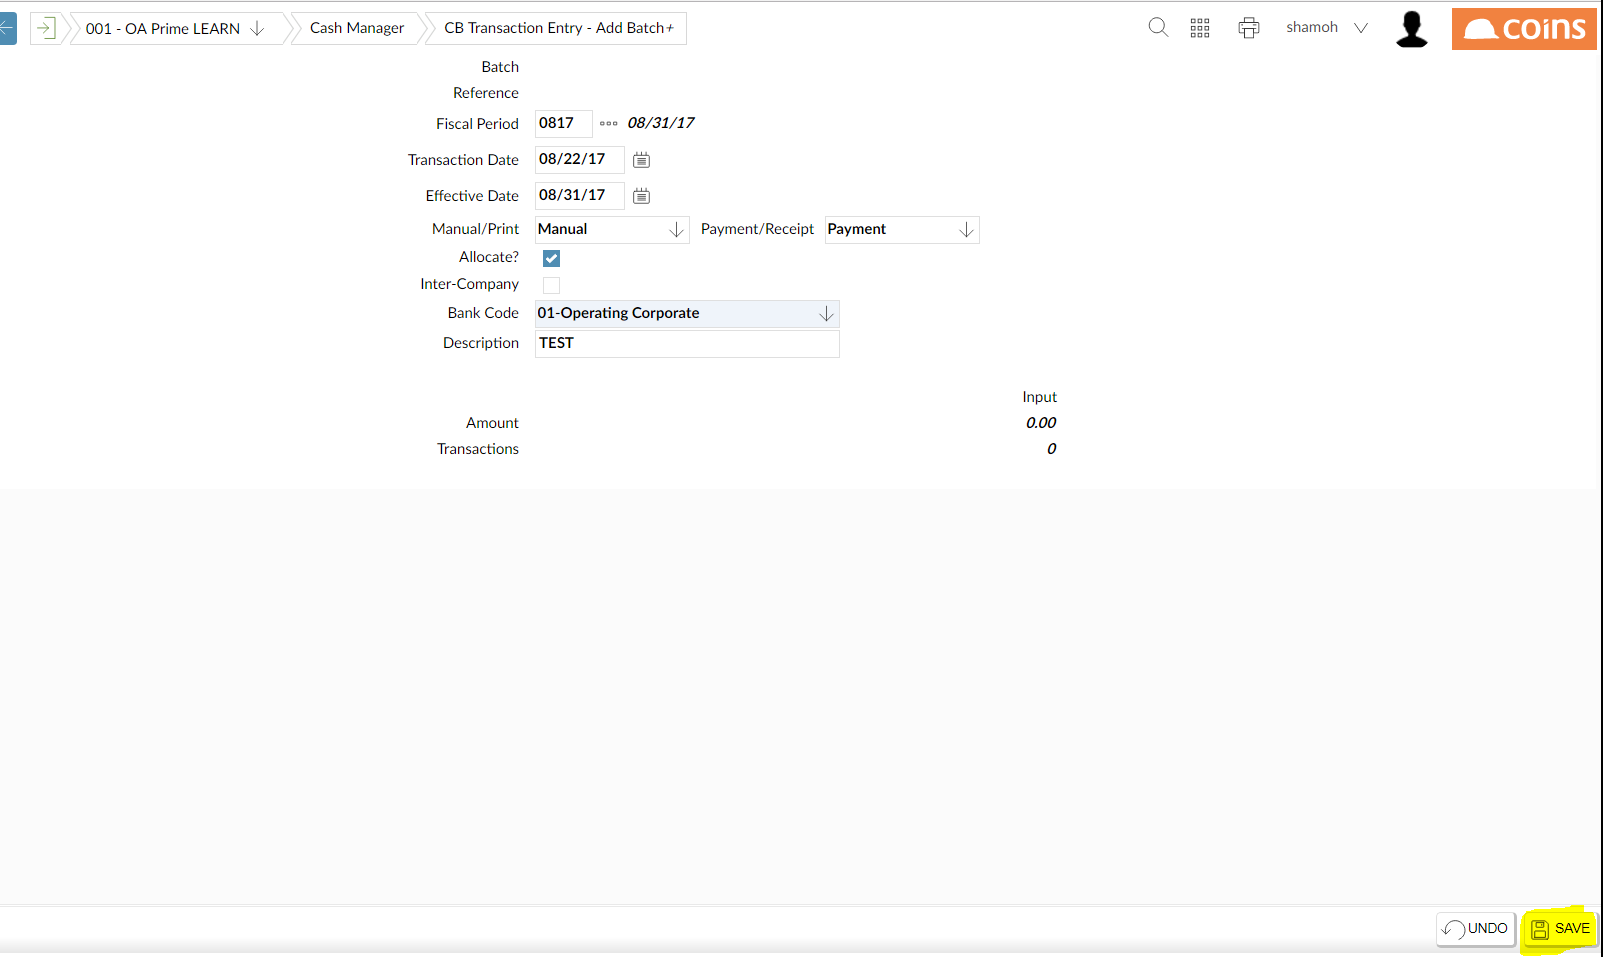 001 - OA Prime LEARN
Cash Manager
CB Transaction Entry - Add Batch+
shamoh
coins
Batch
Reference
Fiscal Period 0817 08/31/17
Transaction Date 08/22/17
Effective Date 08/31/17
Manual/Print Manual Payment/Receipt Payment
Allocate?
Inter-Company
Bank Code 01-Operating Corporate
Description TEST
Input
Amount 0.00
Transactions 0
UNDO SAVE